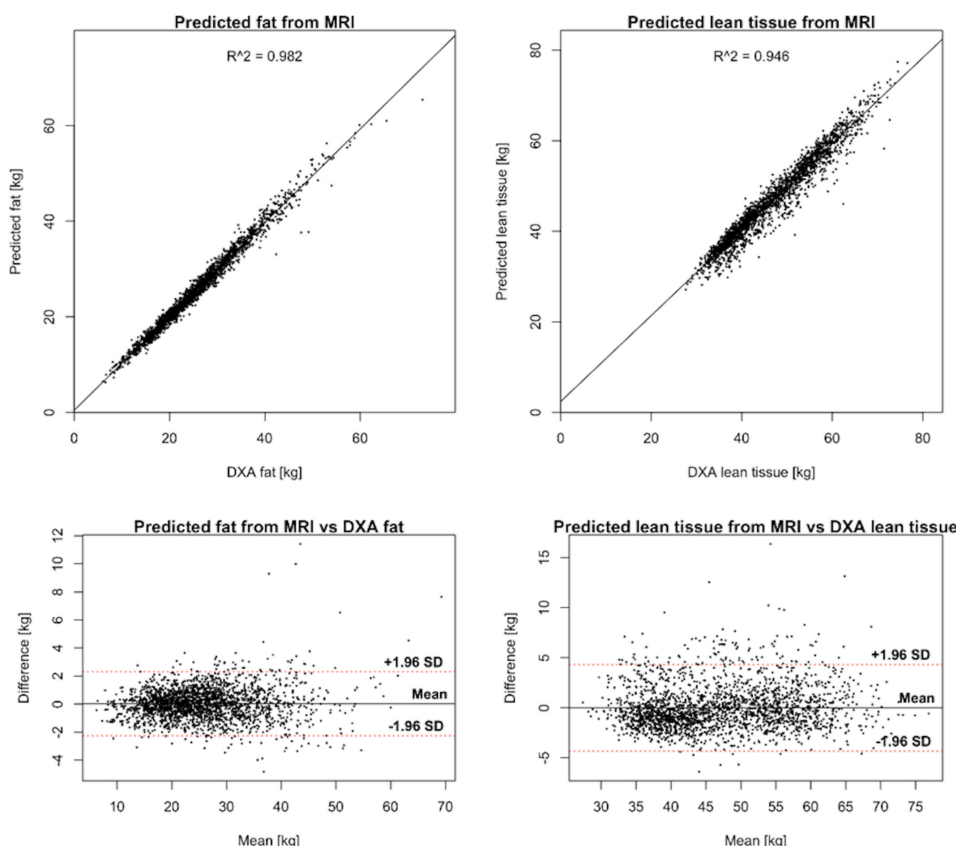 Predicted fat from MRI
R^2 = 0.982
Predicted fat [kg]
60
40
20
0
0 20 40 60
DXA fat [kg]
Predicted lean tissue from MRI
R^2 = 0.946
Predicted lean tissue [kg]
80
60
40
20
0
0 20 40 60 80
DXA lean tissue [kg]
Predicted fat from MRI vs DXA fat
Difference [kg]
12
10
8
6
4
2
0
-2
-4
+1.96 SD
Mean
-1.96 SD
10 20 30 40 50 60 70
Mean [kg]
Predicted lean tissue from MRI vs DXA lean tissue
Difference [kg]
15
10
5
0
-5
+1.96 SD
Mean
-1.96 SD
30 35 40 45 50 55 60 65 70 75
Mean [kg]